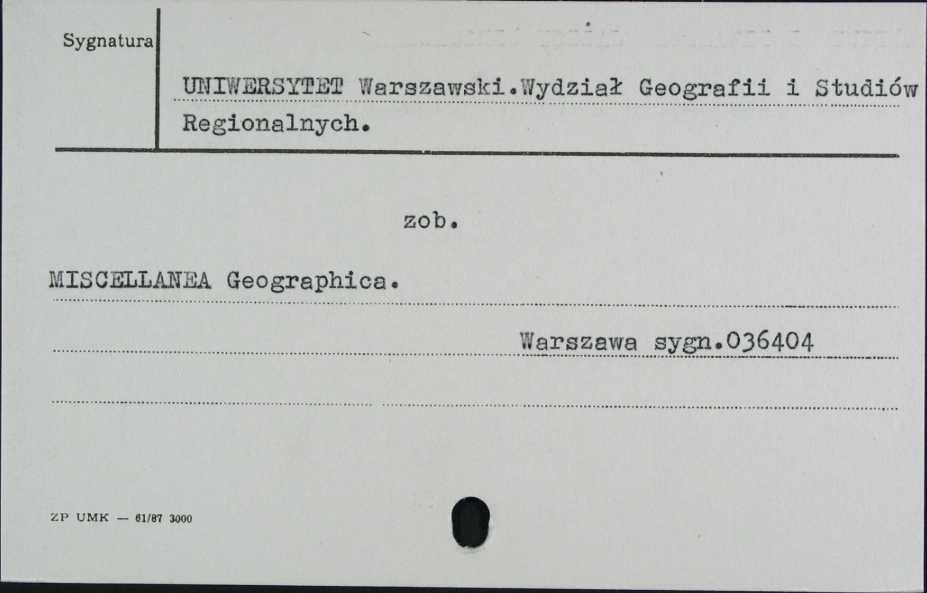 Sygnatura
UNIWERSYTET Warszawski.Wydział Geografii i Studiów
Regionalnych.
zob.
MISCELLANEA Geographica.
Warszawa sygn.036404
ZP UMK — 61/87 3000